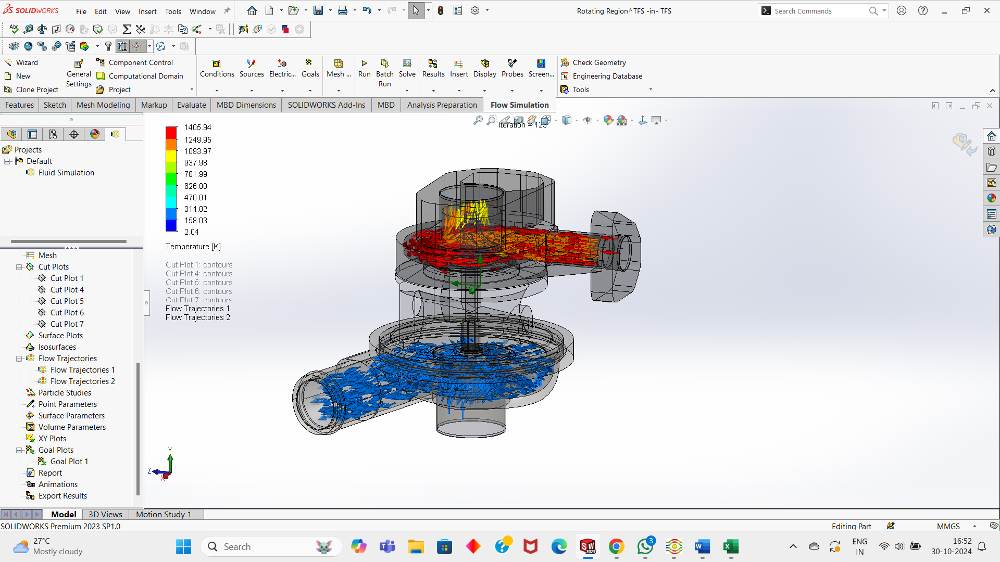 SOLIDWORKS
File Edit View Insert Tools Window
Rotating Region^TFS -in- TFS
Search Commands
Abc
Wizard
New
Clone Project
General Settings
Component Control
Computational Domain
Project
Conditions
Sources
Electric...
Goals
Mesh ...
Run
Batch Run
Solve
Results
Insert
Display
Probes
Screen...
Check Geometry
Engineering Database
Tools
Features Sketch Mesh Modeling Markup Evaluate MBD Dimensions SOLIDWORKS Add-Ins MBD Analysis Preparation Flow Simulation
Projects
Default
Fluid Simulation
Mesh
Cut Plots
Cut Plot 1
Cut Plot 4
Cut Plot 5
Cut Plot 6
Cut Plot 7
Surface Plots
Isosurfaces
Flow Trajectories
Flow Trajectories 1
Flow Trajectories 2
Particle Studies
Point Parameters
Surface Parameters
Volume Parameters
XY Plots
Goal Plots
Goal Plot 1
Report
Animations
Export Results
Iteration = 123
1405.94
1249.95
1093.97
937.98
781.99
626.00
470.01
314.02
158.03
2.04
Temperature [K]
Cut Plot 1: contours
Cut Plot 4: contours
Cut Plot 5: contours
Cut Plot 6: contours
Cut Plot 7: contours
Flow Trajectories 1
Flow Trajectories 2
Y
Z
X
Model 3D Views Motion Study 1
SOLIDWORKS Premium 2023 SP1.0
Editing Part
MMGS
27°C
Mostly cloudy
Search
SW
2023
3
W
X
ENG
IN
16:52
30-10-2024